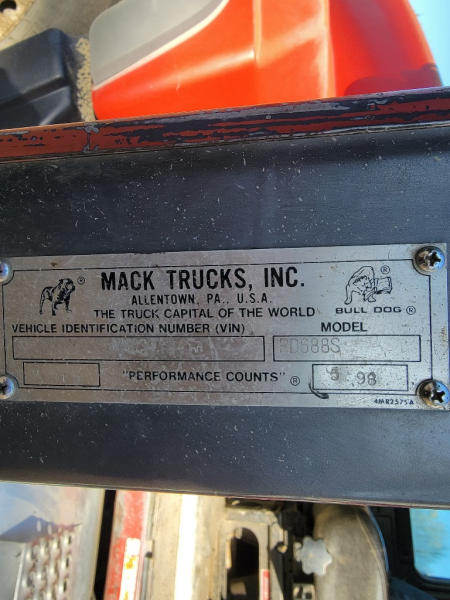 MACK TRUCKS, INC.
ALLENTOWN, PA., U.S.A.
THE TRUCK CAPITAL OF THE WORLD
BULL DOG ®
VEHICLE IDENTIFICATION NUMBER (VIN)
MODEL
RD688S
"PERFORMANCE COUNTS" ®
5 98
4MR2575A